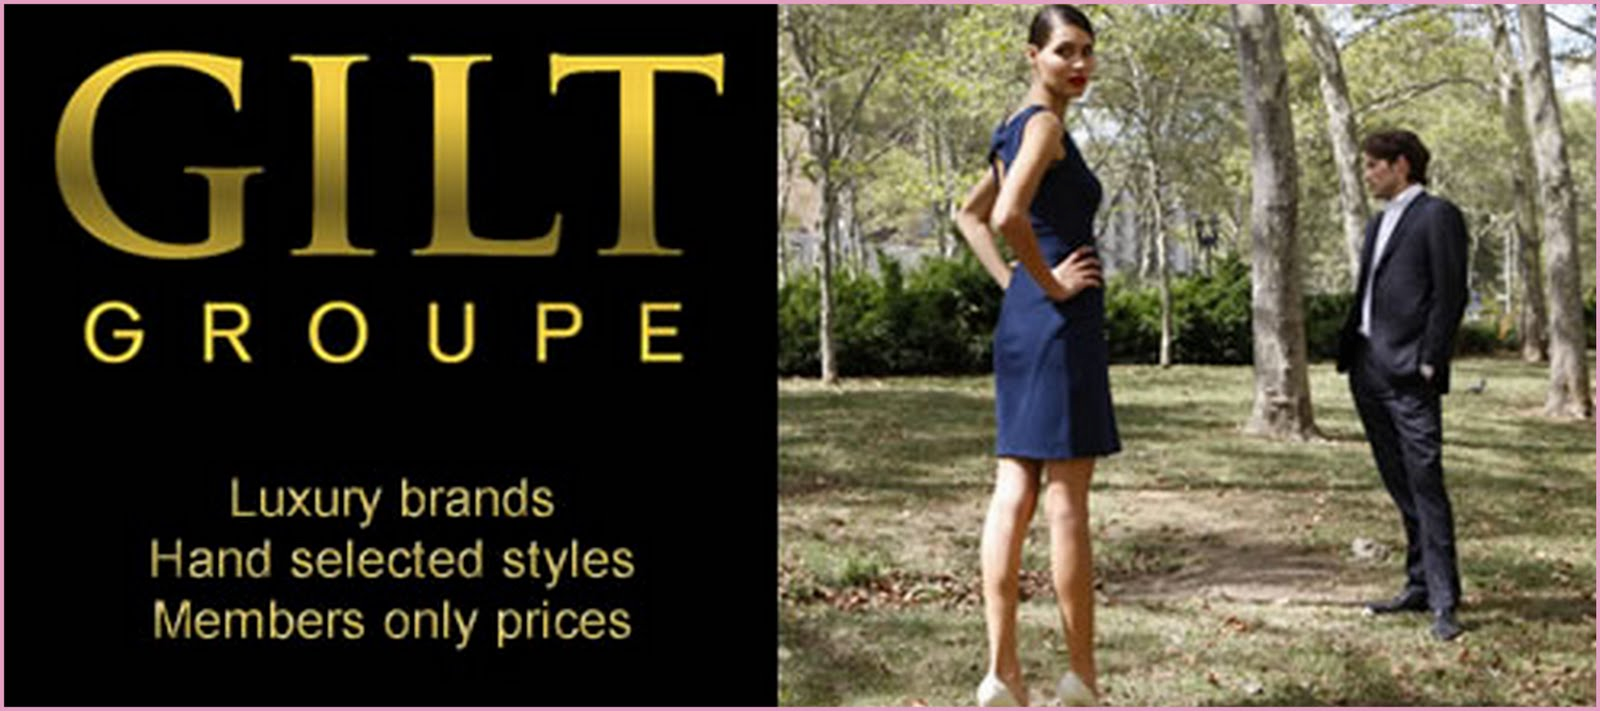 GILT
GROUPE
Luxury brands
Hand selected styles
Members only prices